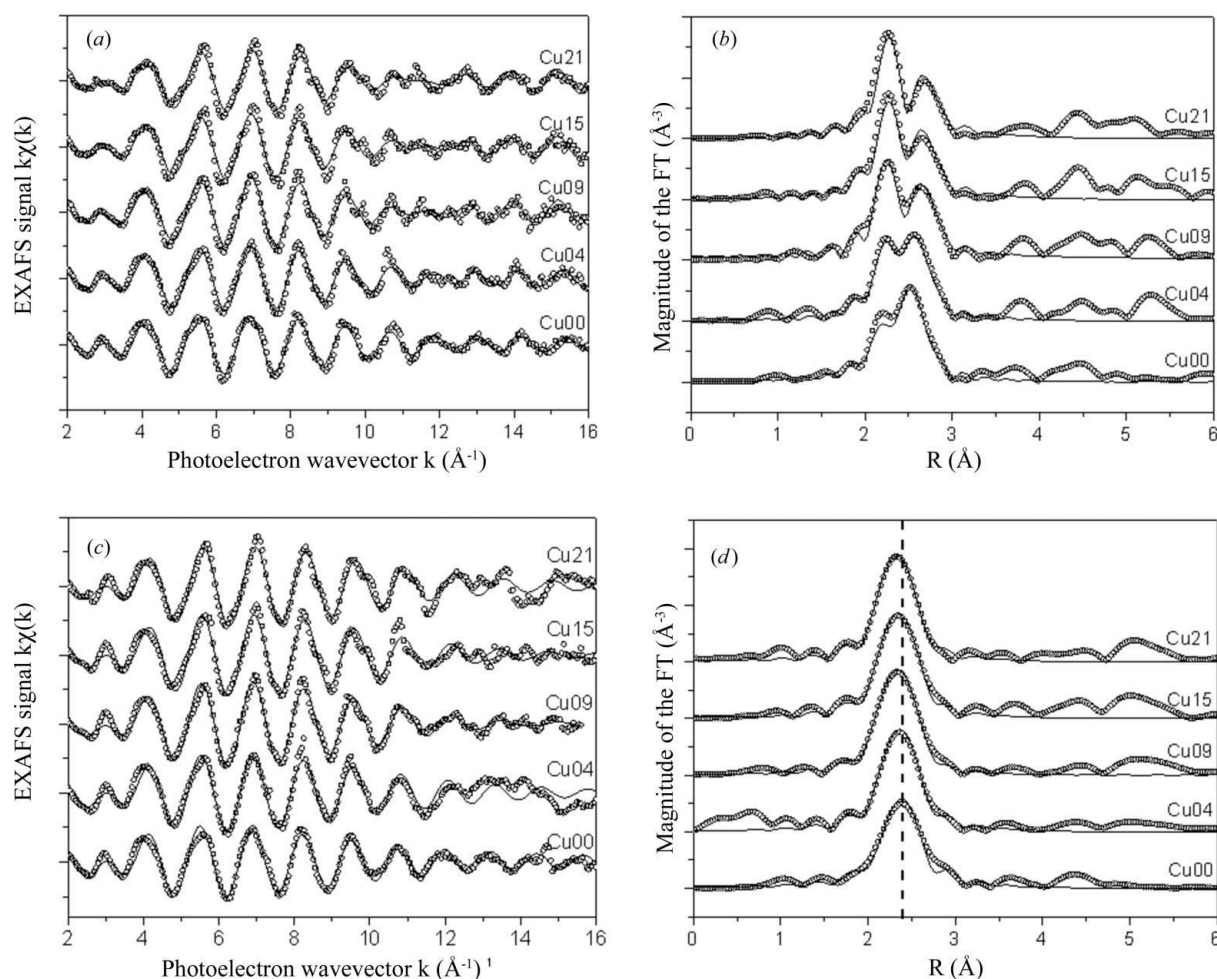 (a)
Cu21
Cu15
Cu09
Cu04
Cu00
EXAFS signal kχ(k)
2 4 6 8 10 12 14 16
Photoelectron wavevector k (Å-1)
(b)
Cu21
Cu15
Cu09
Cu04
Cu00
Magnitude of the FT (Å-3)
0 1 2 3 4 5 6
R (Å)
(c)
Cu21
Cu15
Cu09
Cu04
Cu00
EXAFS signal kχ(k)
2 4 6 8 10 12 14 16
Photoelectron wavevector k (Å-1) 1
(d)
Cu21
Cu15
Cu09
Cu04
Cu00
Magnitude of the FT (Å-3)
0 1 2 3 4 5 6
R (Å)